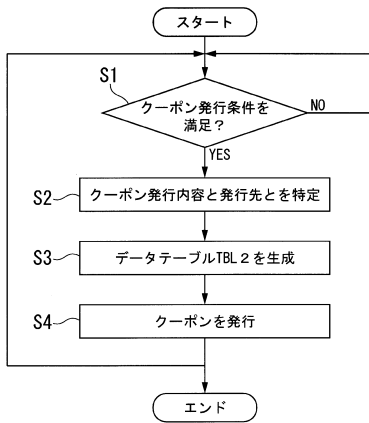 スタート
S1
クーポン発行条件を
満足？
NO
YES
S2
クーポン発行内容と発行先とを特定
S3
データテーブルTBL２を生成
S4
クーポンを発行
エンド